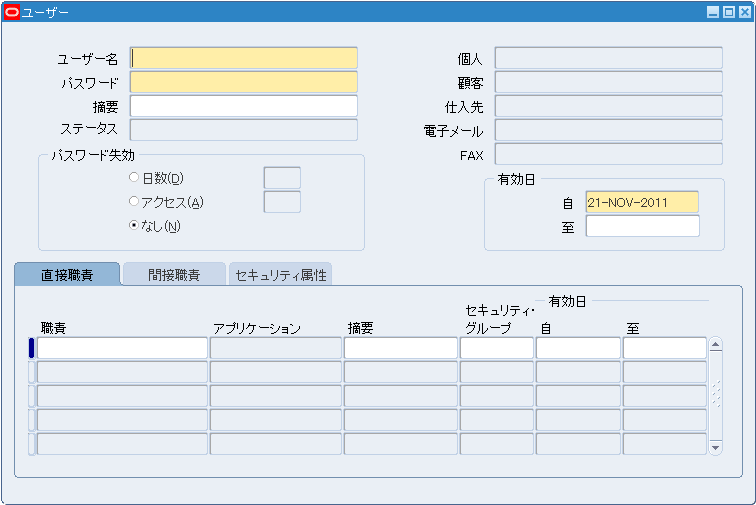 ユーザー
ユーザー名
パスワード
摘要
ステータス
個人
顧客
仕入先
電子メール
FAX
パスワード失効
日数(D)
アクセス(A)
なし(N)
有効日
自 21-NOV-2011
至
直接職責 間接職責 セキュリティ属性
有効日
職責 アプリケーション 摘要 セキュリティ・グループ 自 至